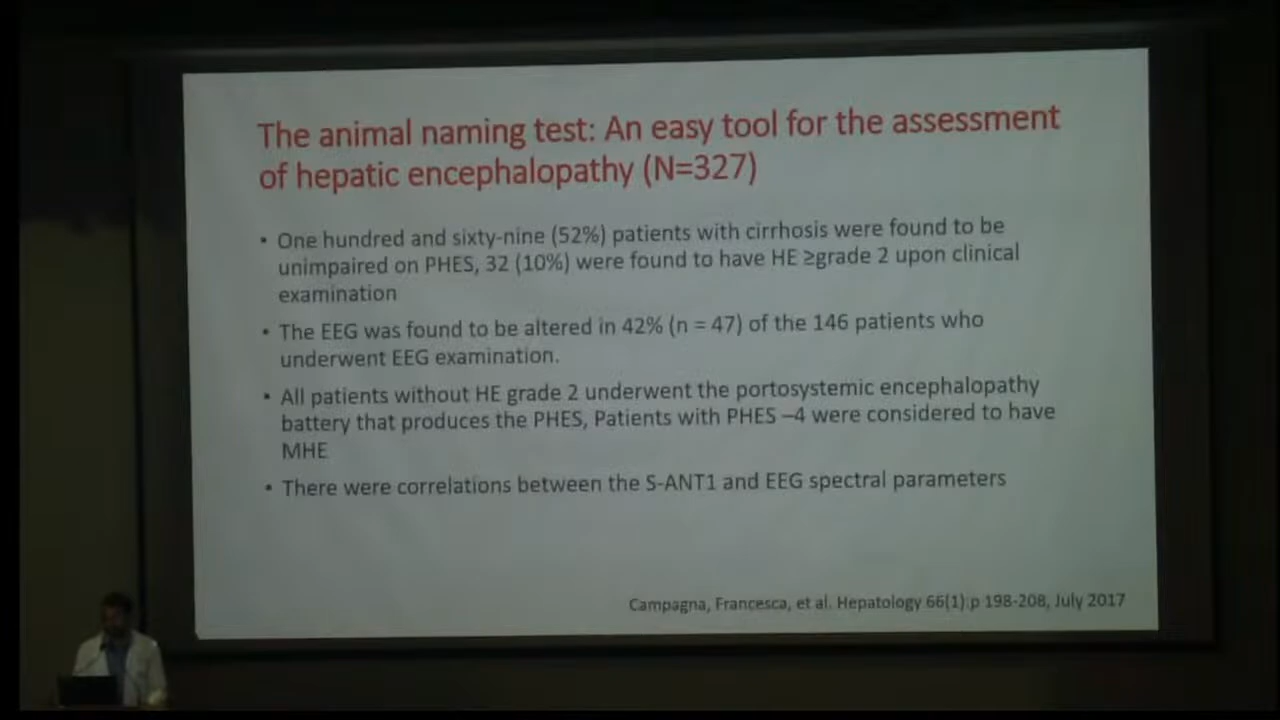 The animal naming test: An easy tool for the assessment
of hepatic encephalopathy (N=327)
• One hundred and sixty-nine (52%) patients with cirrhosis were found to be
unimpaired on PHES, 32 (10%) were found to have HE ≥grade 2 upon clinical
examination
• The EEG was found to be altered in 42% (n = 47) of the 146 patients who
underwent EEG examination.
• All patients without HE grade 2 underwent the portosystemic encephalopathy
battery that produces the PHES, Patients with PHES –4 were considered to have
MHE
• There were correlations between the S-ANT1 and EEG spectral parameters
Campagna, Francesca, et al. Hepatology 66(1):p 198-208, July 2017